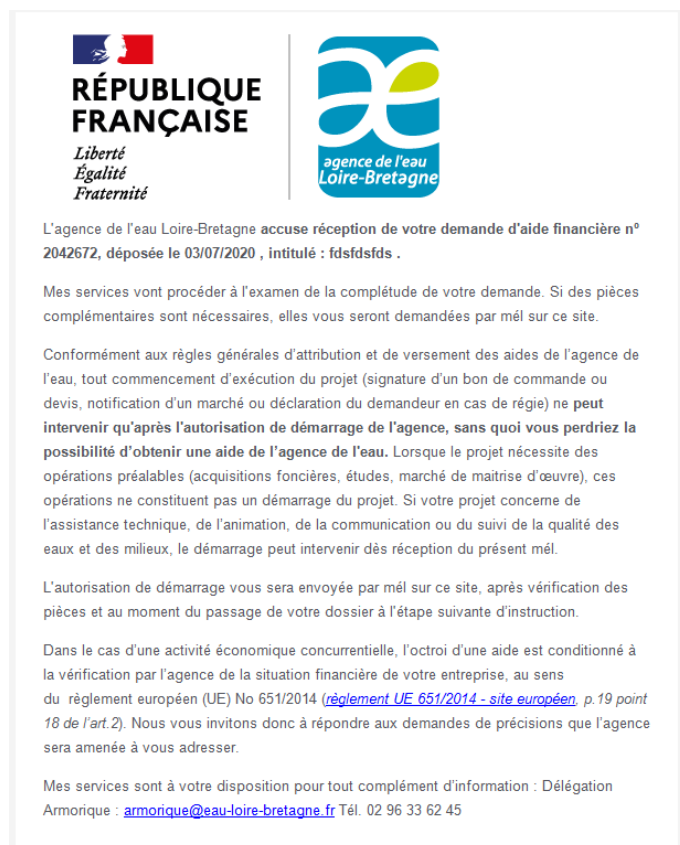 RÉPUBLIQUE
FRANÇAISE
Liberté
Égalité
Fraternité
agence de l'eau
Loire-Bretagne
L'agence de l'eau Loire-Bretagne accuse réception de votre demande d'aide financière n°
2042672, déposée le 03/07/2020 , intitulé : fdsfdsfds .
Mes services vont procéder à l'examen de la complétude de votre demande. Si des pièces
complémentaires sont nécessaires, elles vous seront demandées par mél sur ce site.
Conformément aux règles générales d'attribution et de versement des aides de l'agence de
l'eau, tout commencement d'exécution du projet (signature d'un bon de commande ou
devis, notification d'un marché ou déclaration du demandeur en cas de régie) ne peut
intervenir qu'après l'autorisation de démarrage de l'agence, sans quoi vous perdriez la
possibilité d'obtenir une aide de l'agence de l'eau. Lorsque le projet nécessite des
opérations préalables (acquisitions foncières, études, marché de maitrise d'œuvre), ces
opérations ne constituent pas un démarrage du projet. Si votre projet concerne de
l'assistance technique, de l'animation, de la communication ou du suivi de la qualité des
eaux et des milieux, le démarrage peut intervenir dès réception du présent mél.
L'autorisation de démarrage vous sera envoyée par mél sur ce site, après vérification des
pièces et au moment du passage de votre dossier à l'étape suivante d'instruction.
Dans le cas d'une activité économique concurrentielle, l'octroi d'une aide est conditionné à
la vérification par l'agence de la situation financière de votre entreprise, au sens
du règlement européen (UE) No 651/2014 (règlement UE 651/2014 - site européen, p.19 point
18 de l'art.2). Nous vous invitons donc à répondre aux demandes de précisions que l'agence
sera amenée à vous adresser.
Mes services sont à votre disposition pour tout complément d'information : Délégation
Armorique : armorique@eau-loire-bretagne.fr Tél. 02 96 33 62 45